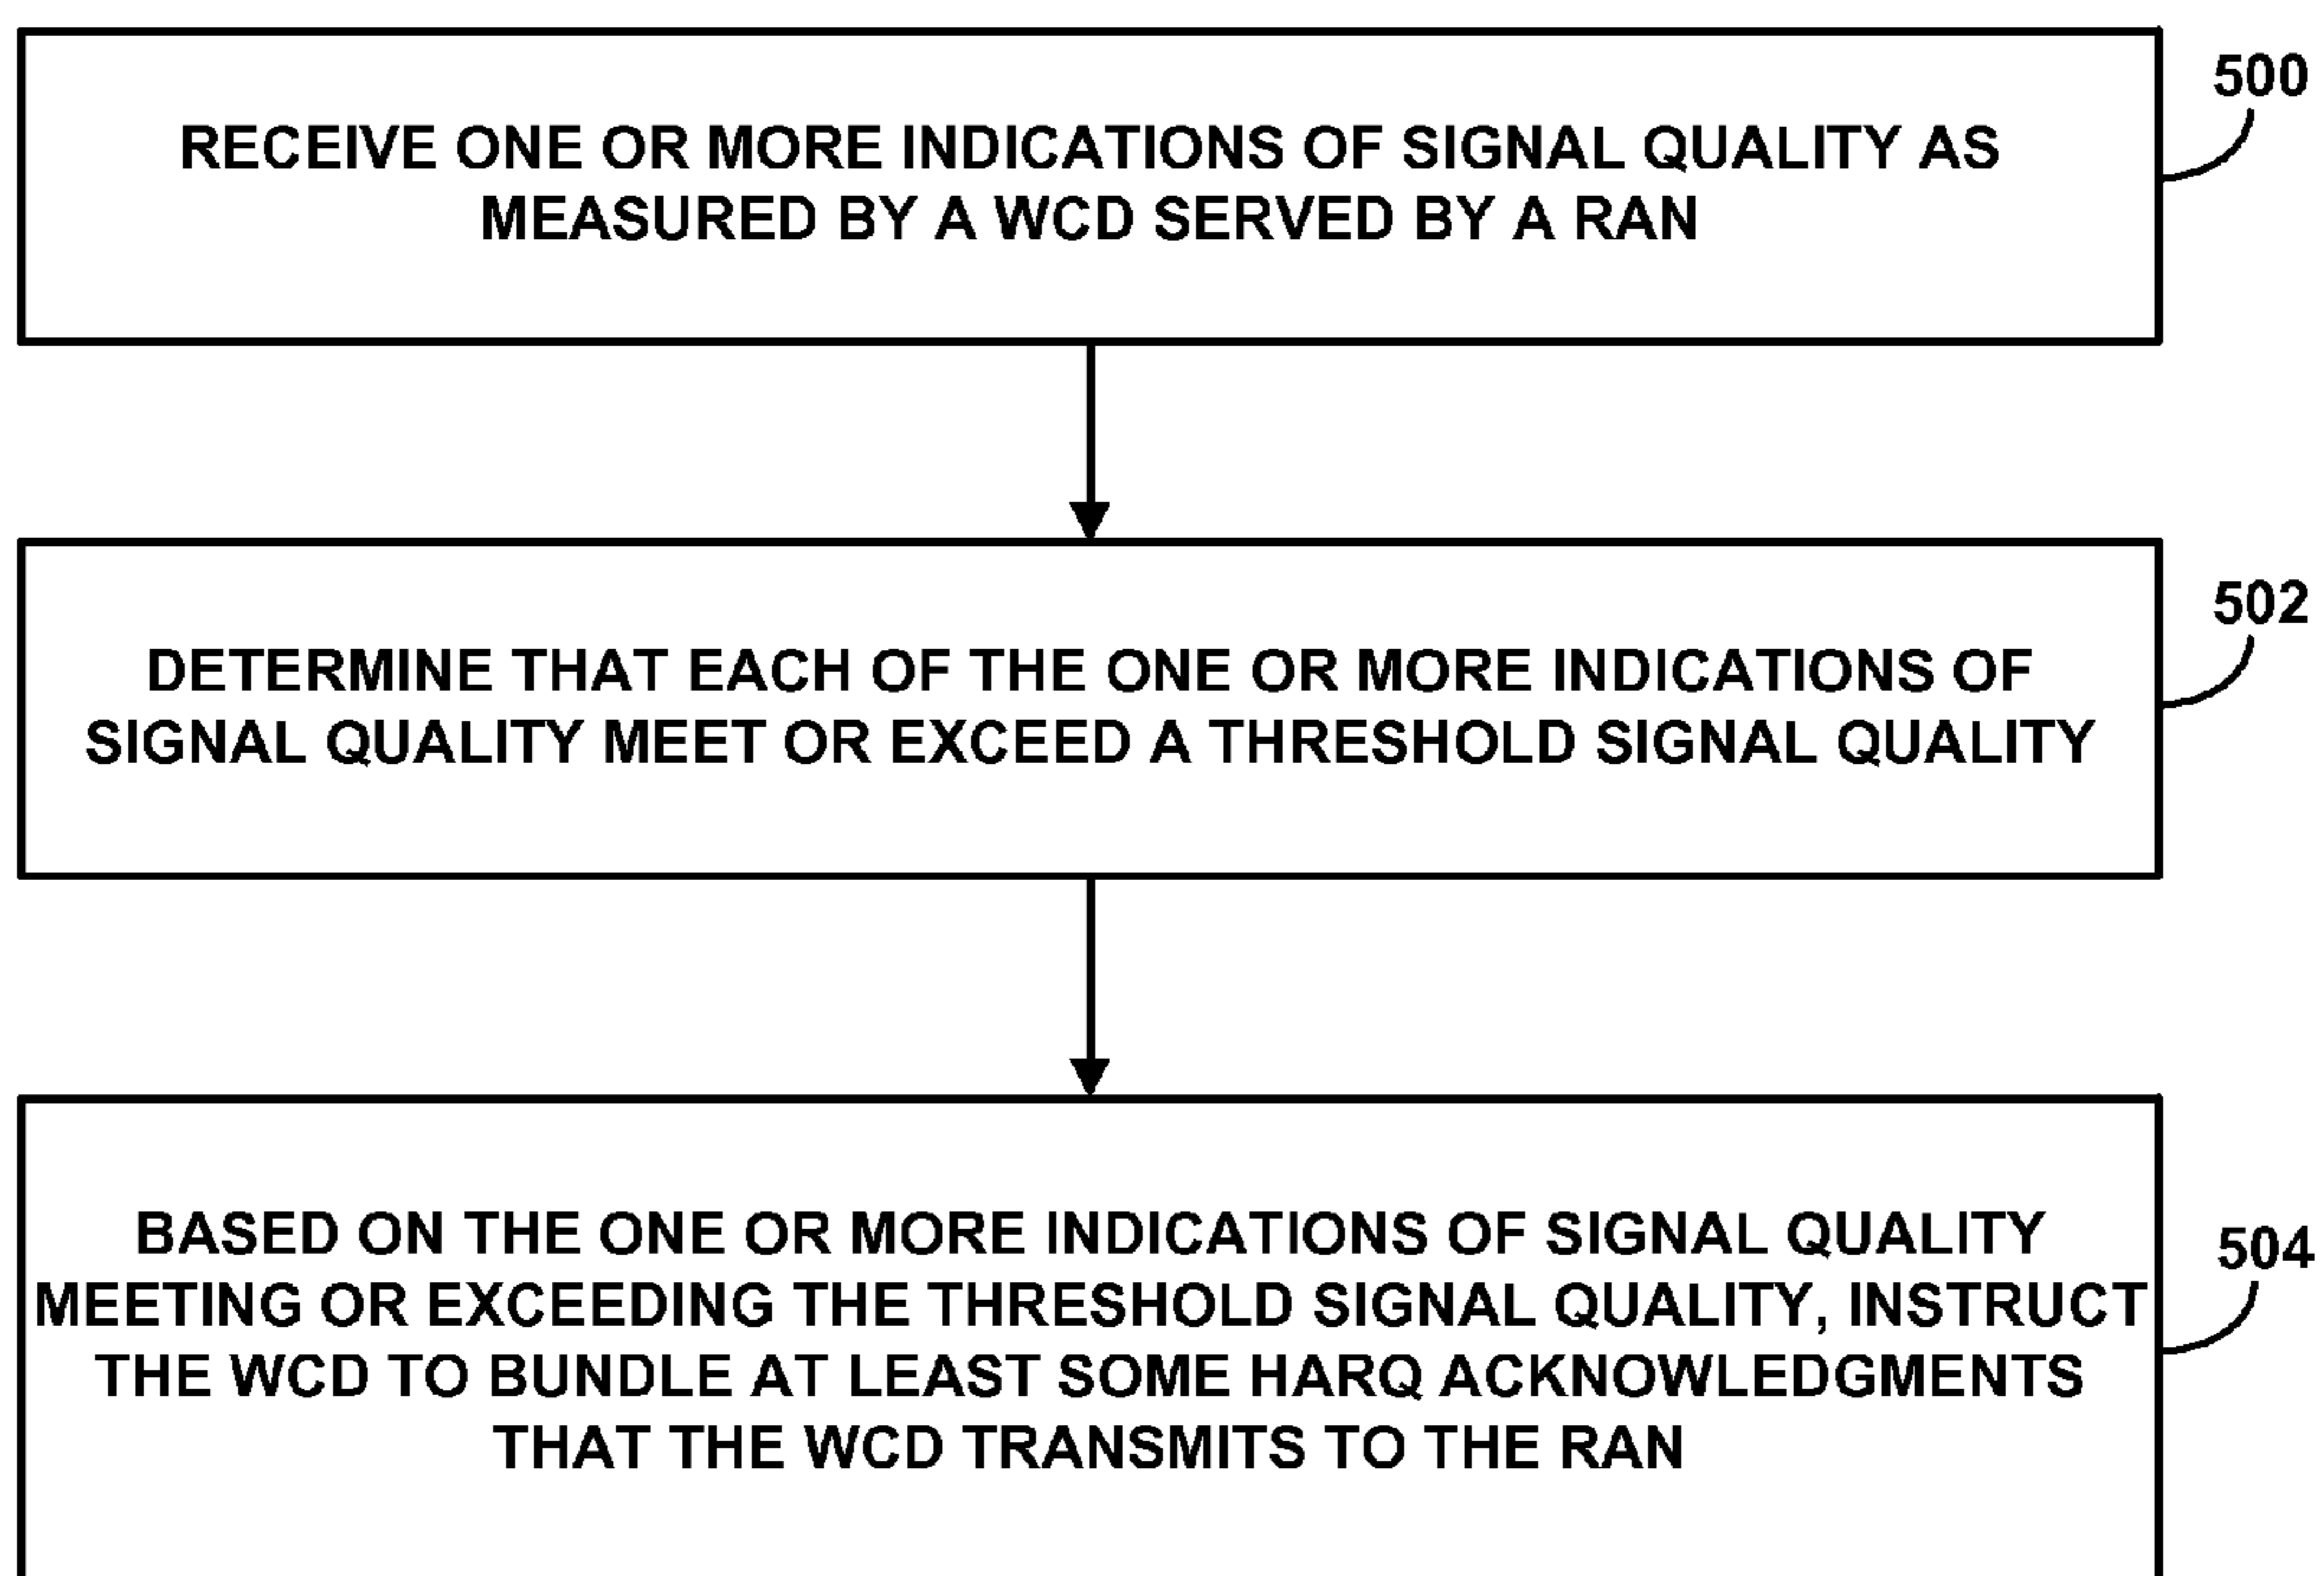 500
RECEIVE ONE OR MORE INDICATIONS OF SIGNAL QUALITY AS
MEASURED BY A WCD SERVED BY A RAN
502
DETERMINE THAT EACH OF THE ONE OR MORE INDICATIONS OF
SIGNAL QUALITY MEET OR EXCEED A THRESHOLD SIGNAL QUALITY
504
BASED ON THE ONE OR MORE INDICATIONS OF SIGNAL QUALITY
MEETING OR EXCEEDING THE THRESHOLD SIGNAL QUALITY, INSTRUCT
THE WCD TO BUNDLE AT LEAST SOME HARQ ACKNOWLEDGMENTS
THAT THE WCD TRANSMITS TO THE RAN